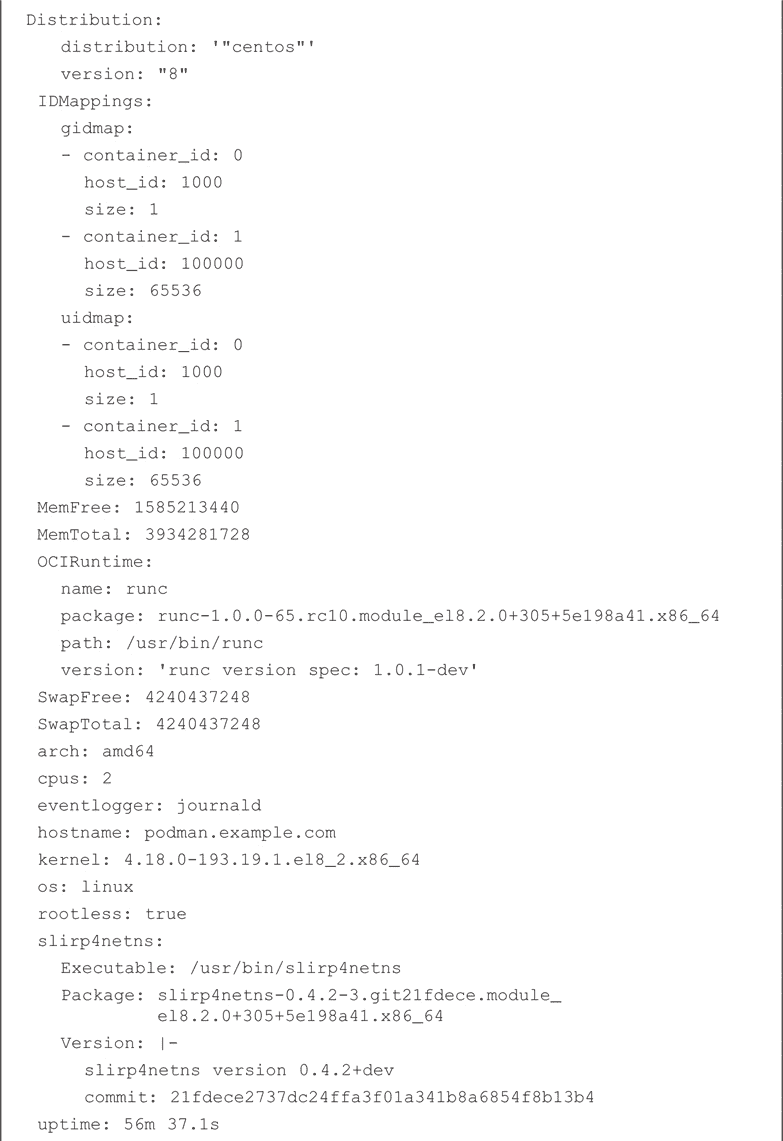 Distribution:
distribution: '"centos"'
version: "8"
IDMappings:
gidmap:
- container_id: 0
host_id: 1000
size: 1
- container_id: 1
host_id: 100000
size: 65536
uidmap:
- container_id: 0
host_id: 1000
size: 1
- container_id: 1
host_id: 100000
size: 65536
MemFree: 1585213440
MemTotal: 3934281728
OCIRuntime:
name: runc
package: runc-1.0.0-65.rc10.module_el8.2.0+305+5e198a41.x86_64
path: /usr/bin/runc
version: 'runc version spec: 1.0.1-dev'
SwapFree: 4240437248
SwapTotal: 4240437248
arch: amd64
cpus: 2
eventlogger: journald
hostname: podman.example.com
kernel: 4.18.0-193.19.1.el8_2.x86_64
os: linux
rootless: true
slirp4netns:
Executable: /usr/bin/slirp4netns
Package: slirp4netns-0.4.2-3.git21fdece.module_
el8.2.0+305+5e198a41.x86_64
Version: |-
slirp4netns version 0.4.2+dev
commit: 21fdece2737dc24ffa3f01a341b8a6854f8b13b4
uptime: 56m 37.1s